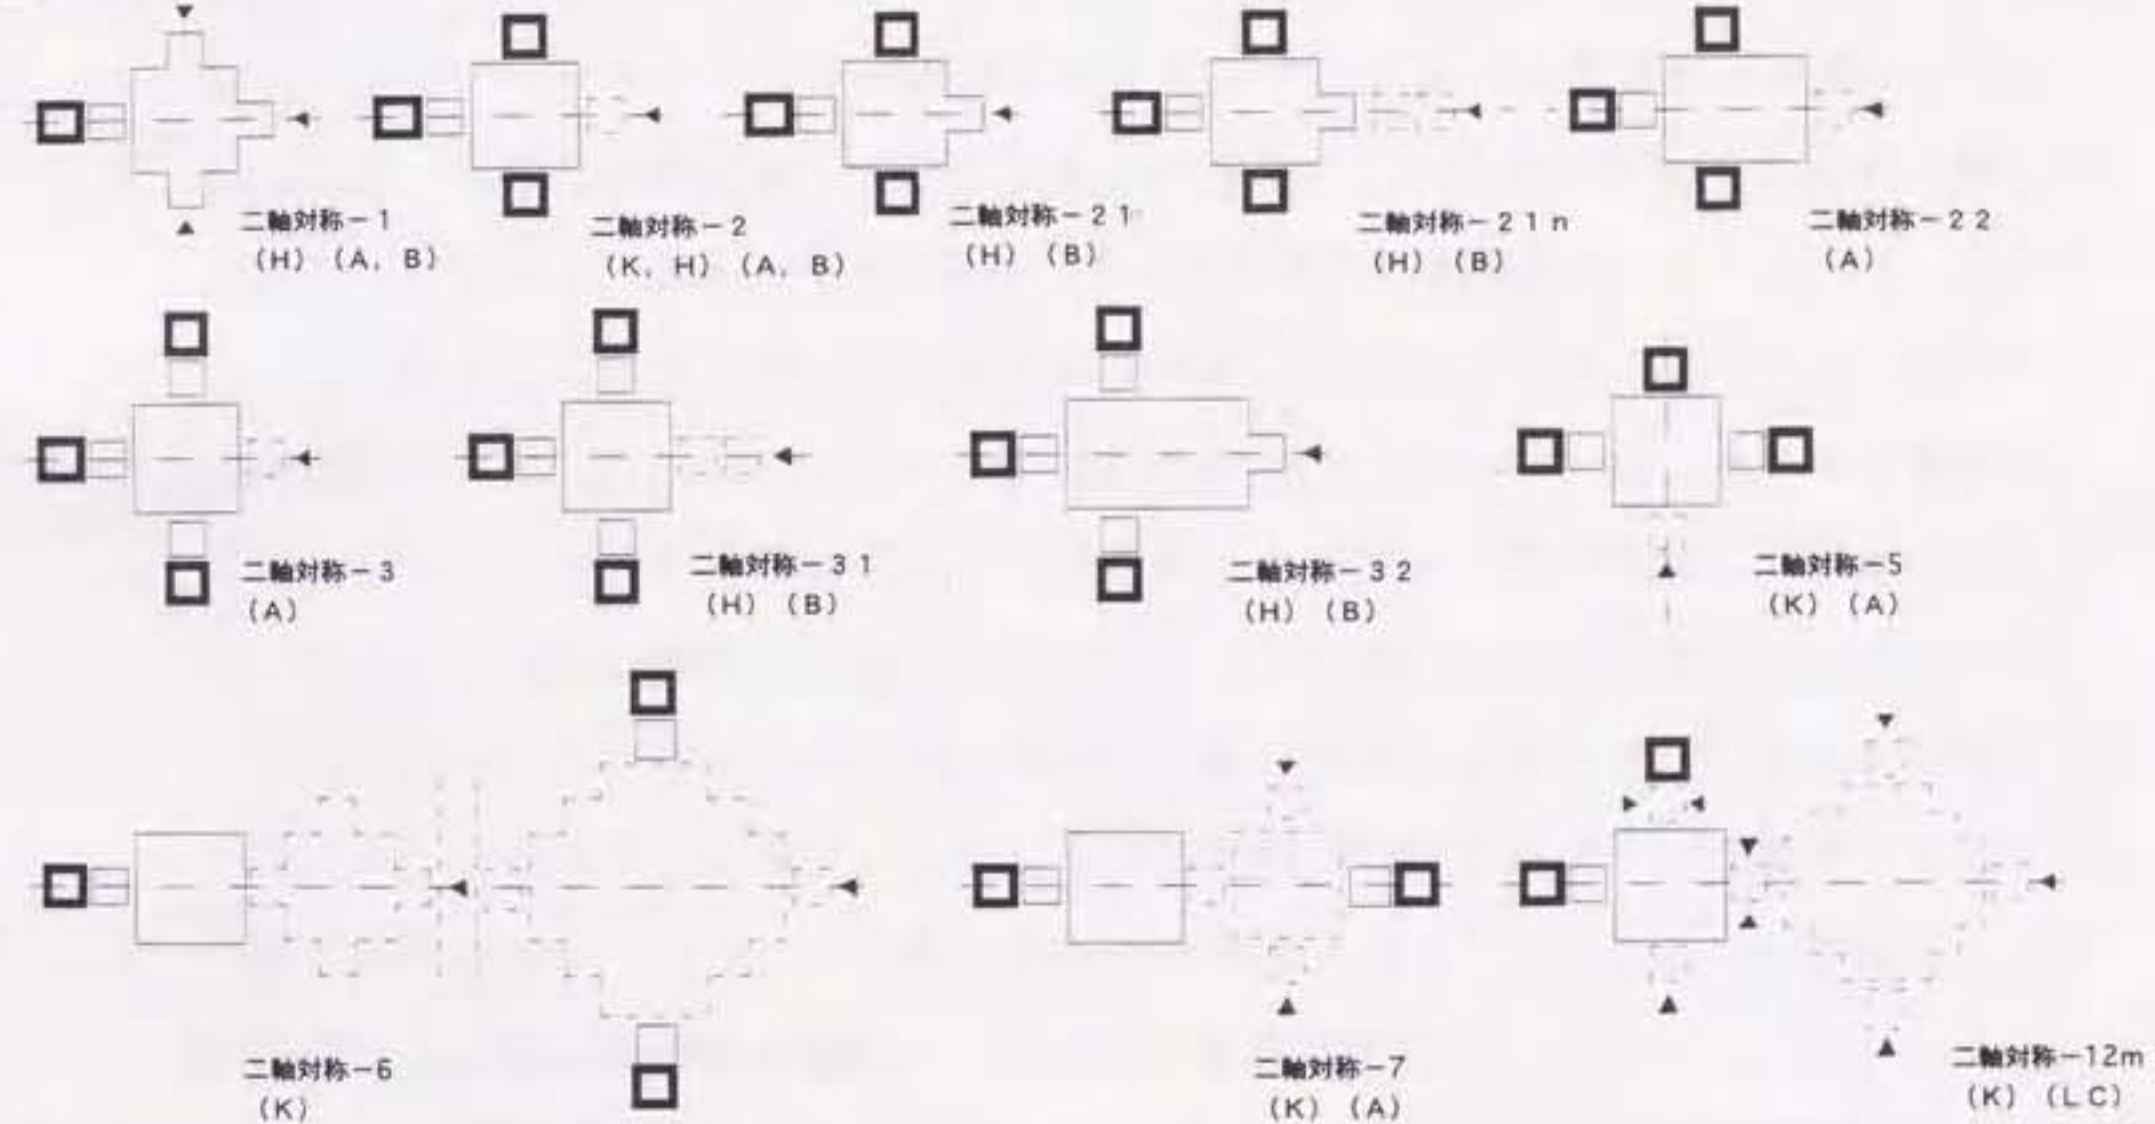 二軸対称−1
(H) (A, B)
二軸対称−2
(K, H) (A, B)
二軸対称−21
(H) (B)
二軸対称−21n
(H) (B)
二軸対称−22
(A)
二軸対称−3
(A)
二軸対称−31
(H) (B)
二軸対称−32
(H) (B)
二軸対称−5
(K) (A)
二軸対称−6
(K)
二軸対称−7
(K) (A)
二軸対称−12m
(K) (LC)